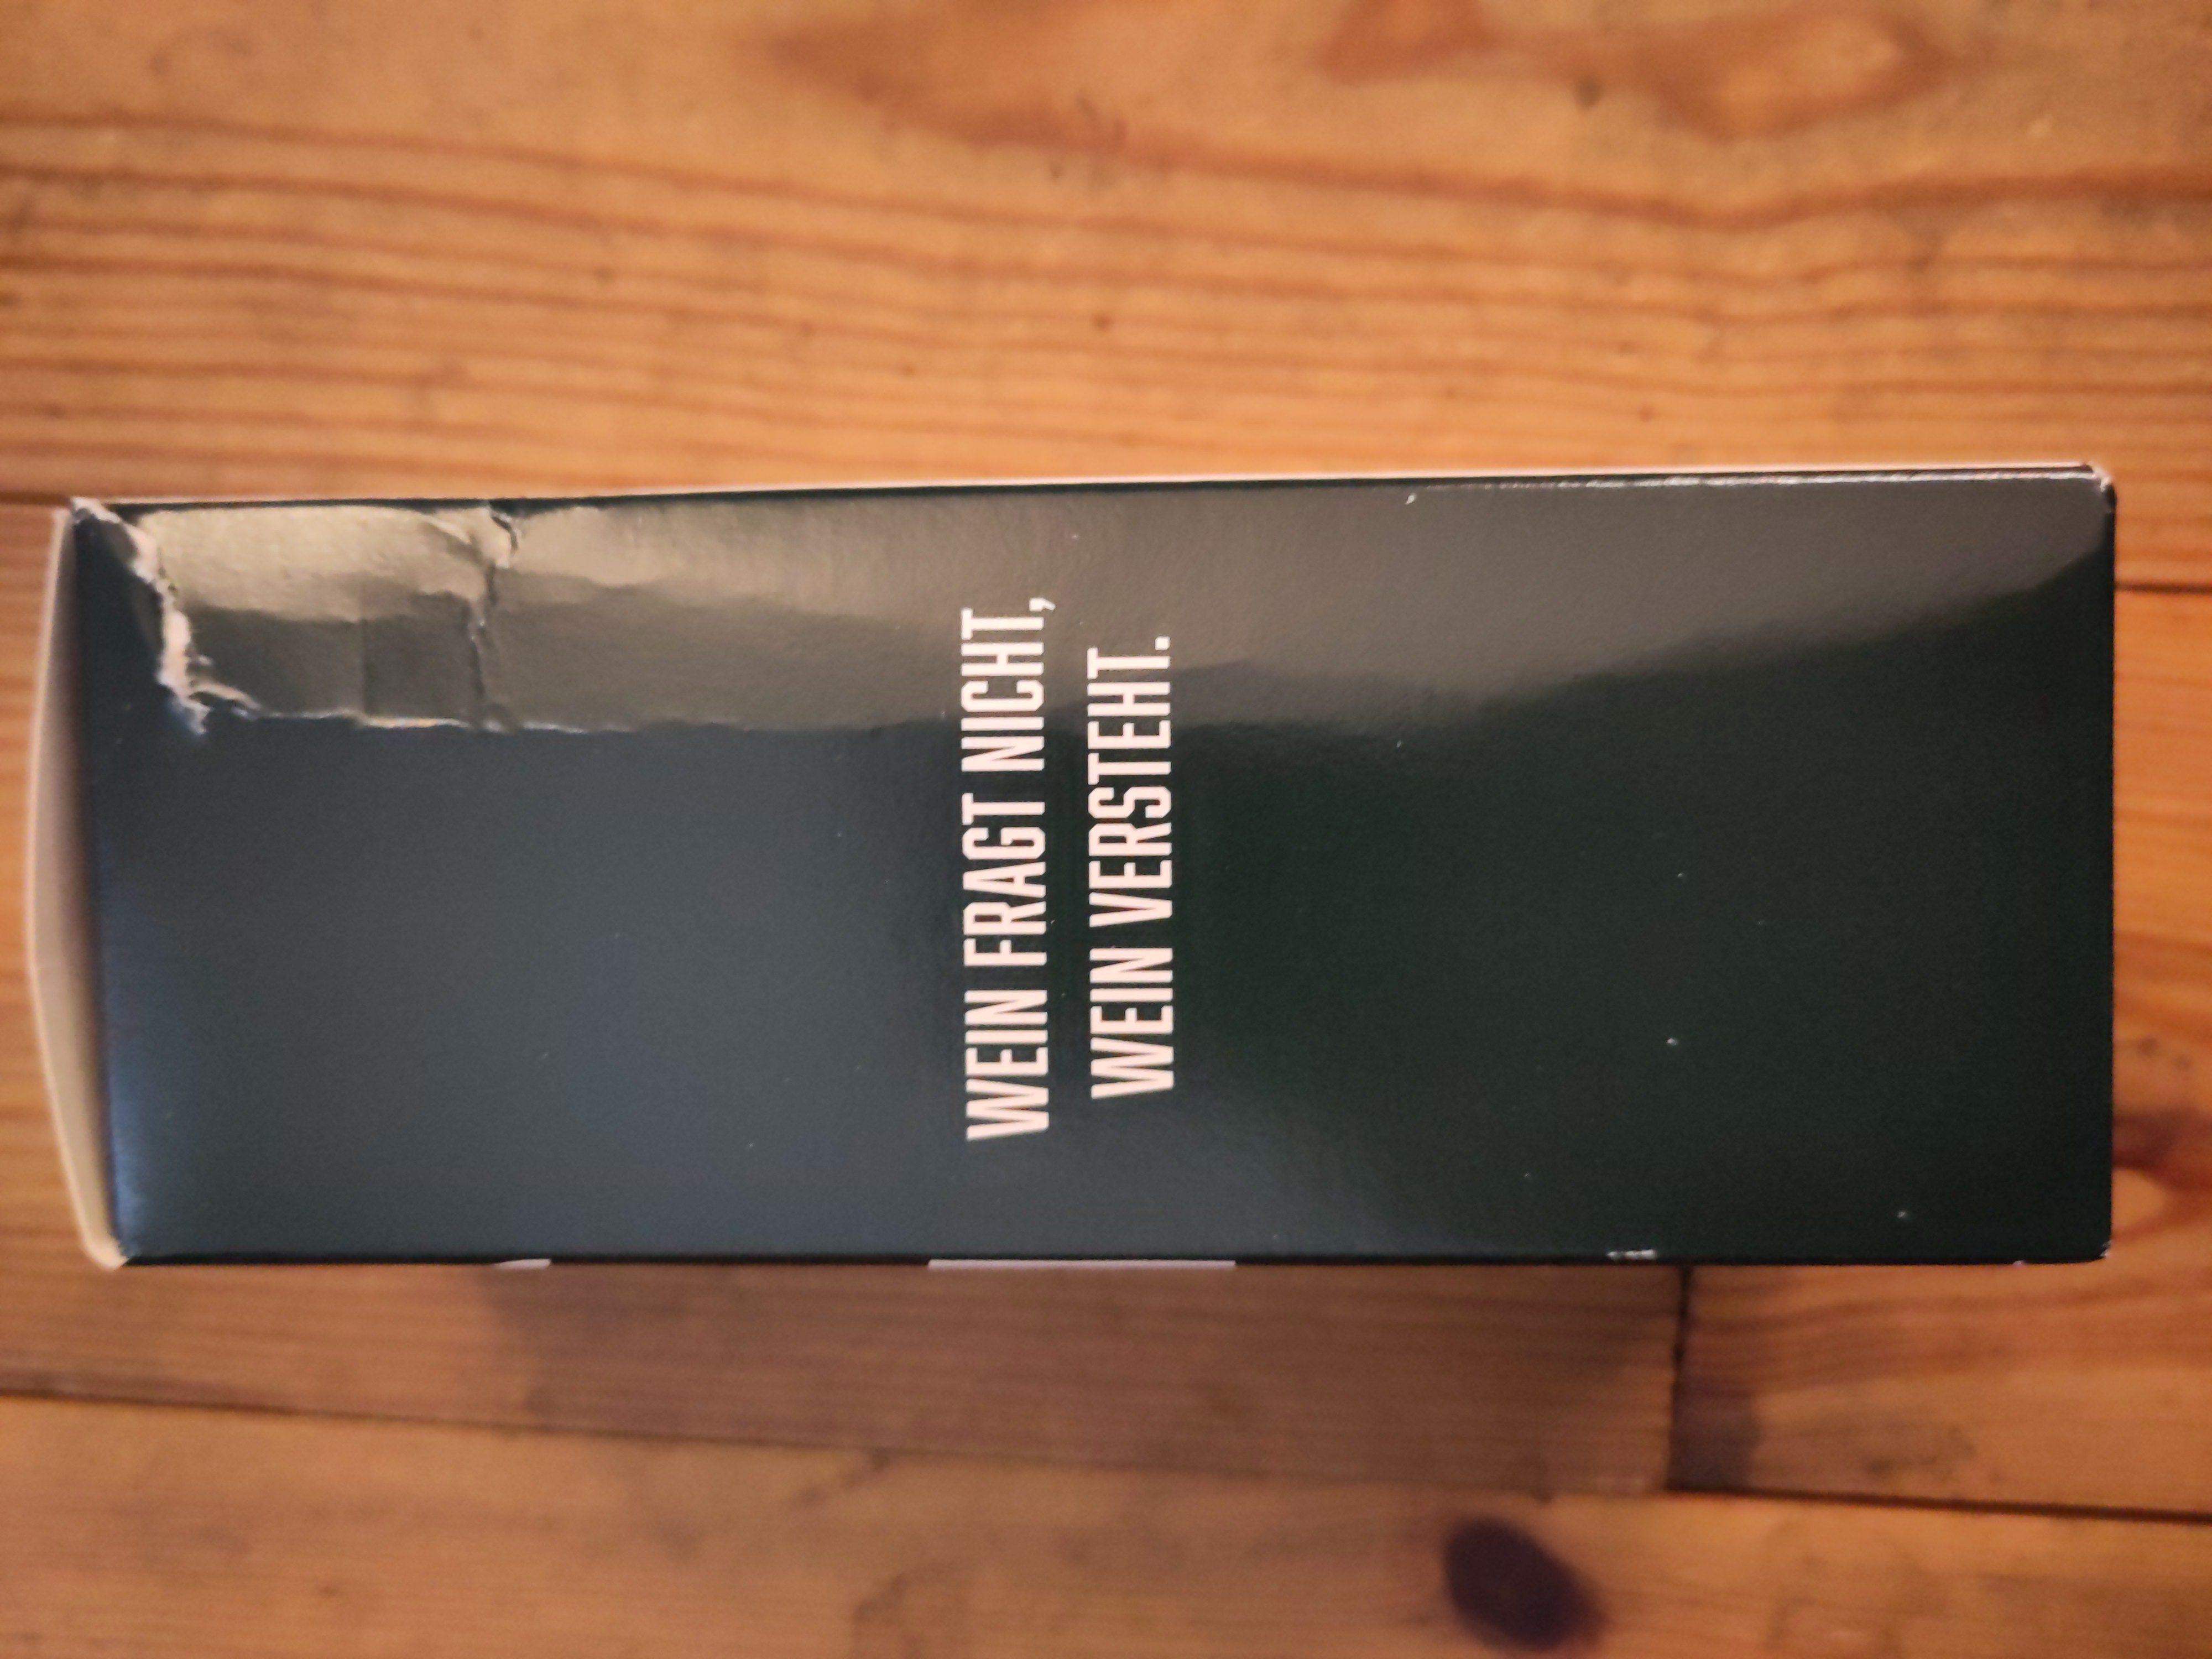 WEIN FRAGT NICHT,
WEIN VERSTEHT.